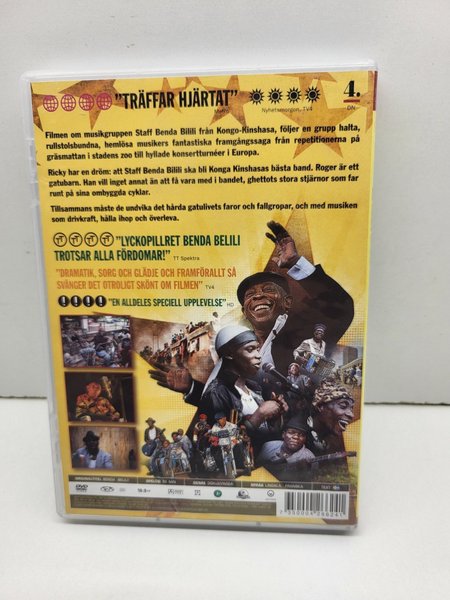 "TRÄFFAR HJÄRTAT" Metro
Nyhetsmorgon, TV4
4.
DN
Filmen om musikgruppen Staff Benda Bilili från Kongo-Kinshasa, följer en grupp halta,
rullstolsbundna, hemlösa musikers fantastiska framgångssaga från repetitionerna på
gräsmattan i stadens zoo till hyllade konsertturnéer i Europa.
Ricky har en dröm: att Staff Benda Bilili ska bli Konga Kinshasas bästa band. Roger är ett
gatubarn. Han vill inget annat än att få vara med i bandet, ghettots stora stjärnor som far
runt på sina ombyggda cyklar.
Tillsammans måste de undvika det hårda gatulivets faror och fallgropar, och med musiken
som drivkraft, hålla ihop och överleva.
"LYCKOPILLRET BENDA BELILI
TROTSAR ALLA FÖRDOMAR!" TT Spektra
"DRAMATIK, SORG OCH GLÄDJE OCH FRAMFÖRALLT SÅ
SVÄNGER DET OTROLIGT SKÖNT OM FILMEN" TV4
"EN ALLDELES SPECIELL UPPLEVELSE" HD
DVD